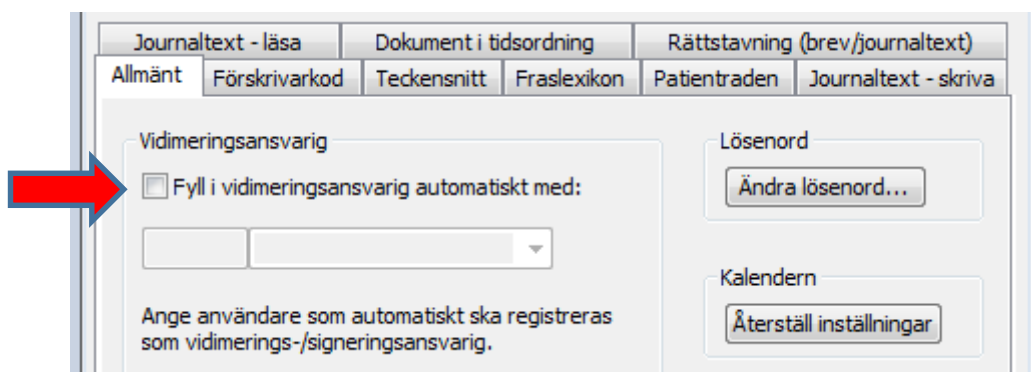 Journaltext - läsa Dokument i tidsordning Rättstavning (brev/journaltext)
Allmänt Förskrivarkod Teckensnitt Fraslexikon Patientraden Journaltext - skriva
Vidimeringsansvarig
Fyll i vidimeringsansvarig automatiskt med:
Ange användare som automatiskt ska registreras
som vidimerings-/signeringsansvarig.
Lösenord
Ändra lösenord...
Kalendern
Återställ inställningar